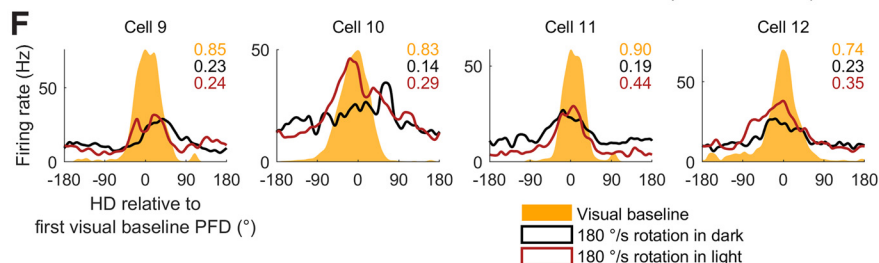 F
Cell 9
Cell 10
Cell 11
Cell 12
Firing rate (Hz)
50
0
0.85
0.23
0.24
50
0
0.83
0.14
0.29
50
0
0.90
0.19
0.44
50
0
0.74
0.23
0.35
-180 -90 0 90 180
-180 -90 0 90 180
-180 -90 0 90 180
-180 -90 0 90 180
HD relative to
first visual baseline PFD (°)
Visual baseline
180 °/s rotation in dark
180 °/s rotation in light